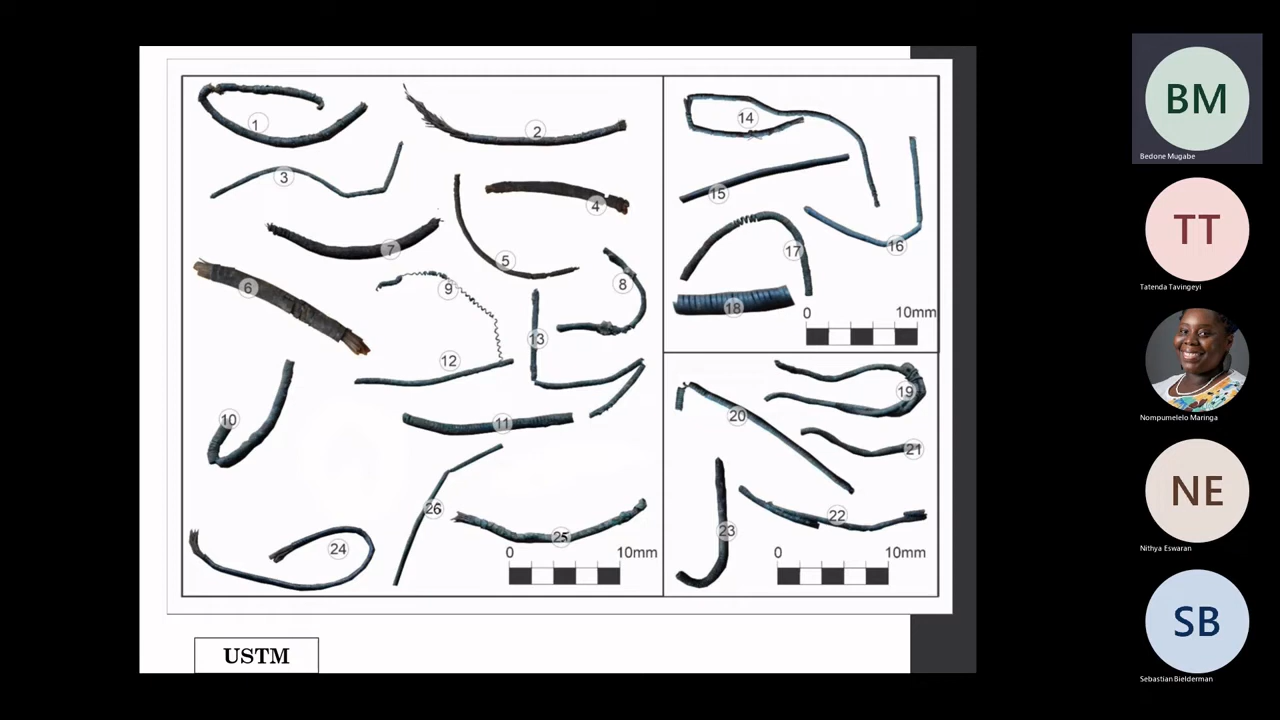 1
2
3
4
5
6
7
8
9
10
11
12
13
24
25
26
0 10mm
14
15
16
17
18
0 10mm
19
20
21
22
23
0 10mm
USTM
BM
Bedone Mugabe
TT
Tatenda Tavingeyi
Nompumelelo Maringa
NE
Nithya Eswaran
SB
Sebastian Bielderman